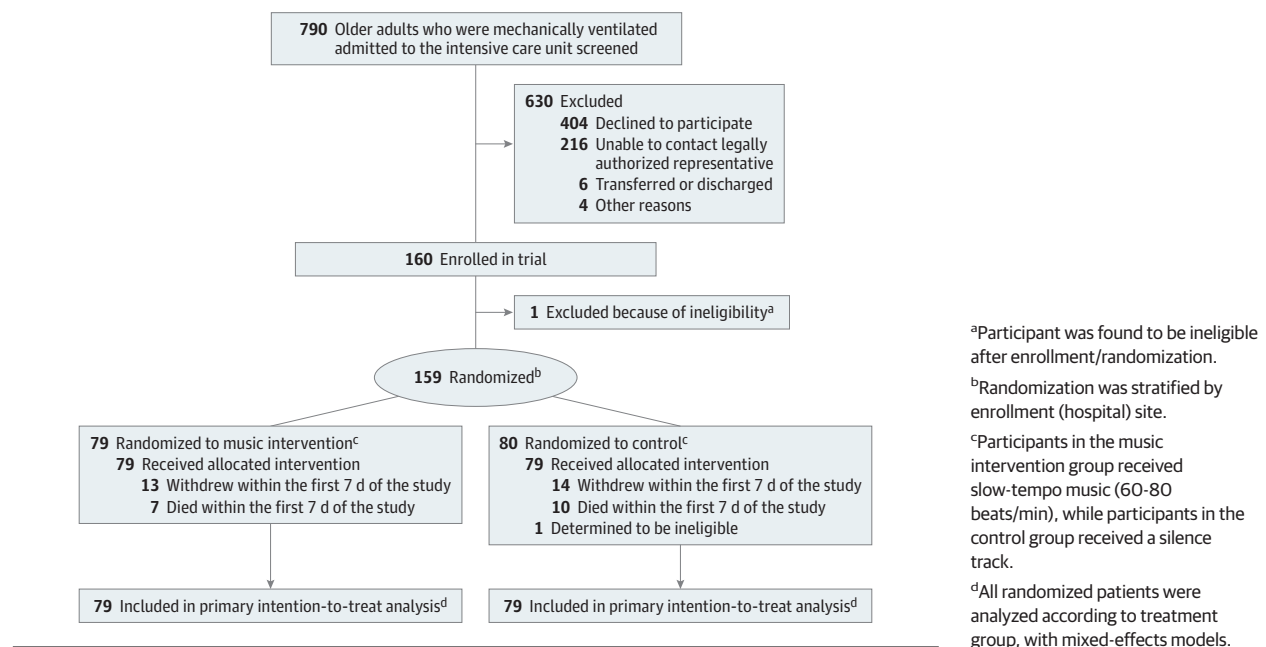 790 Older adults who were mechanically ventilated
admitted to the intensive care unit screened
630 Excluded
404 Declined to participate
216 Unable to contact legally
authorized representative
6 Transferred or discharged
4 Other reasons
160 Enrolled in trial
1 Excluded because of ineligibilityᵃ
159 Randomizedᵇ
79 Randomized to music interventionᶜ
79 Received allocated intervention
13 Withdrew within the first 7 d of the study
7 Died within the first 7 d of the study
80 Randomized to controlᶜ
79 Received allocated intervention
14 Withdrew within the first 7 d of the study
10 Died within the first 7 d of the study
1 Determined to be ineligible
79 Included in primary intention-to-treat analysisᵈ
79 Included in primary intention-to-treat analysisᵈ
ᵃParticipant was found to be ineligible
after enrollment/randomization.
ᵇRandomization was stratified by
enrollment (hospital) site.
ᶜParticipants in the music
intervention group received
slow-tempo music (60-80
beats/min), while participants in the
control group received a silence
track.
ᵈAll randomized patients were
analyzed according to treatment
group, with mixed-effects models.